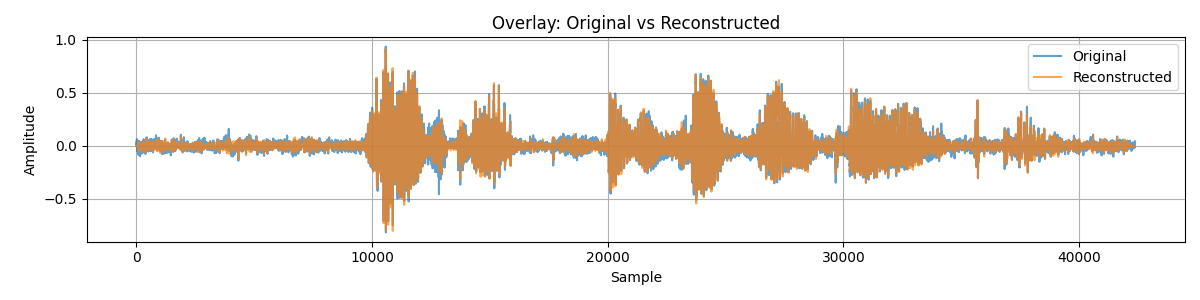 Overlay: Original vs Reconstructed
Original
Reconstructed
Amplitude
1.0
0.5
0.0
−0.5
0
10000
20000
30000
40000
Sample